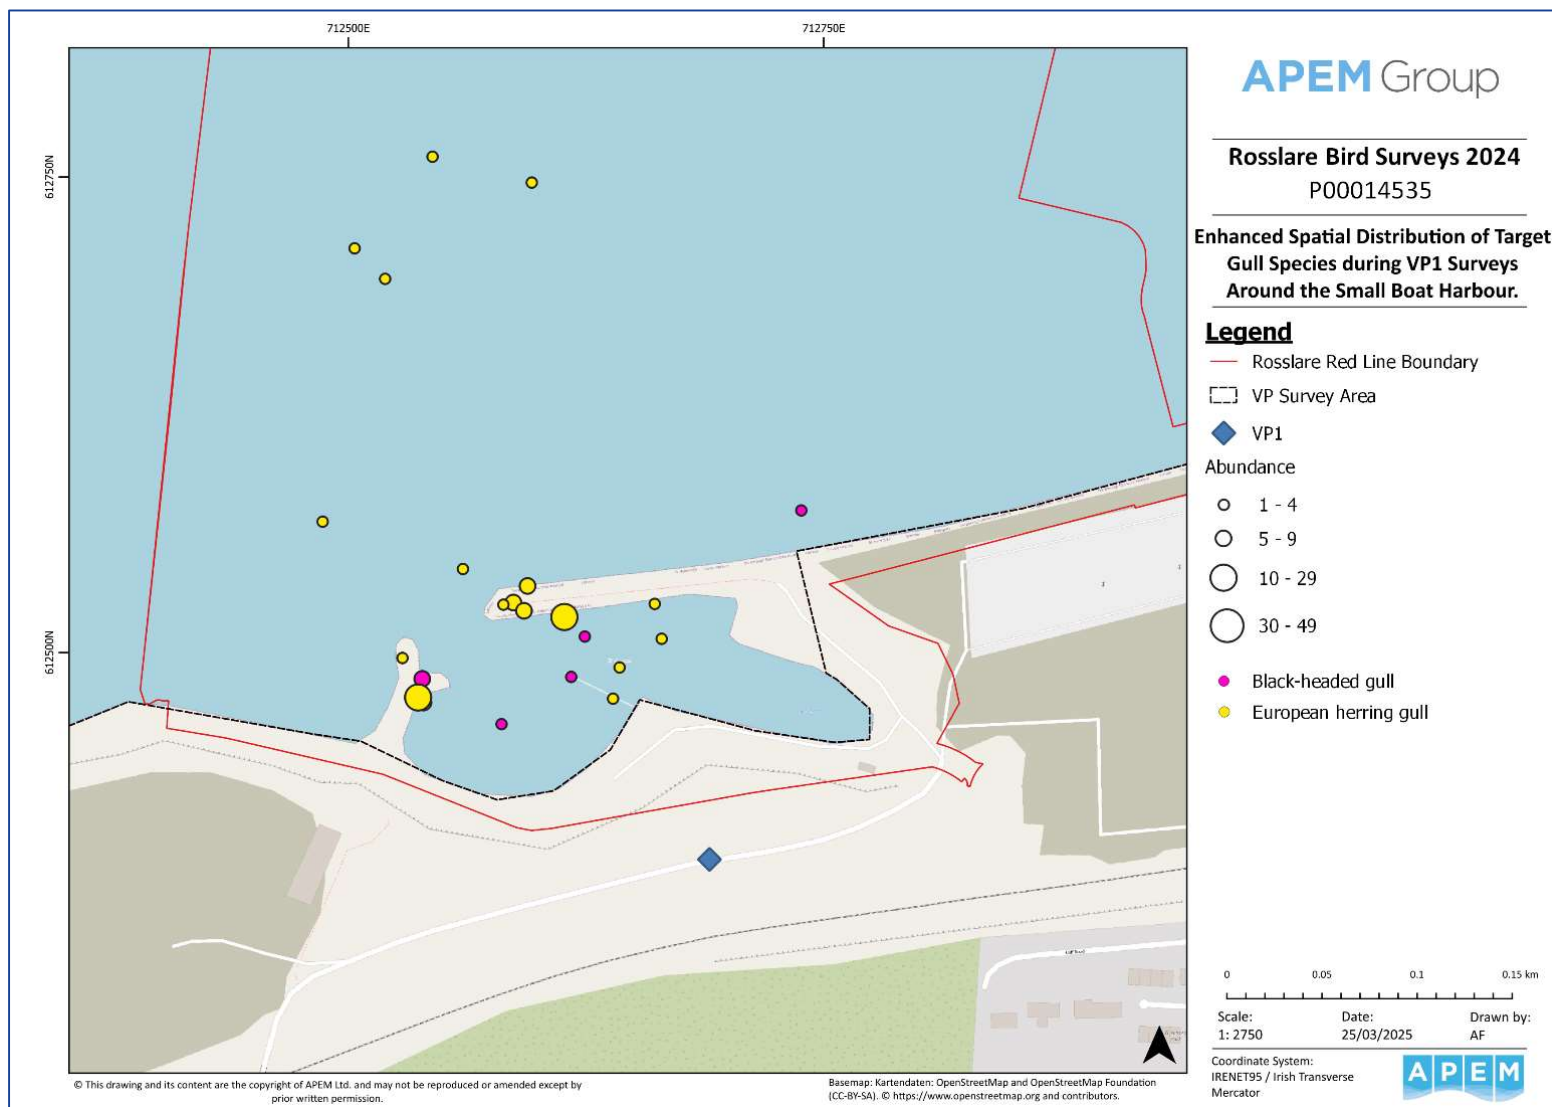 712500E
712750E
612750N
612500N
APEM Group
Rosslare Bird Surveys 2024
P00014535
Enhanced Spatial Distribution of Target
Gull Species during VP1 Surveys
Around the Small Boat Harbour.
Legend
Rosslare Red Line Boundary
VP Survey Area
VP1
Abundance
1 - 4
5 - 9
10 - 29
30 - 49
Black-headed gull
European herring gull
0 0.05 0.1 0.15 km
Scale: Date: Drawn by:
1: 2750 25/03/2025 AF
Coordinate System:
IRENET95 / Irish Transverse
Mercator
APEM
© This drawing and its content are the copyright of APEM Ltd. and may not be reproduced or amended except by
prior written permission.
Basemap: Kartendaten: OpenStreetMap and OpenStreetMap Foundation
(CC-BY-SA). © https://www.openstreetmap.org and contributors.